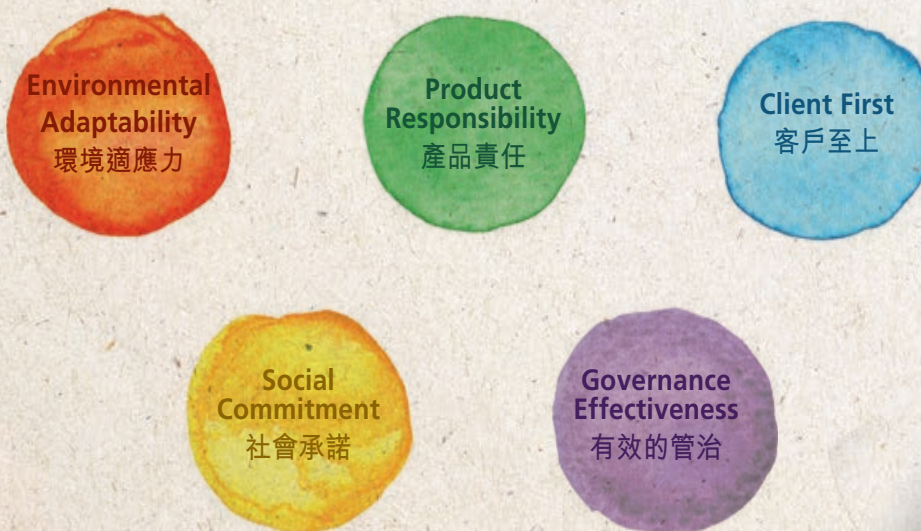 Environmental
Adaptability
環境適應力
Product
Responsibility
產品責任
Client First
客戶至上
Social
Commitment
社會承諾
Governance
Effectiveness
有效的管治